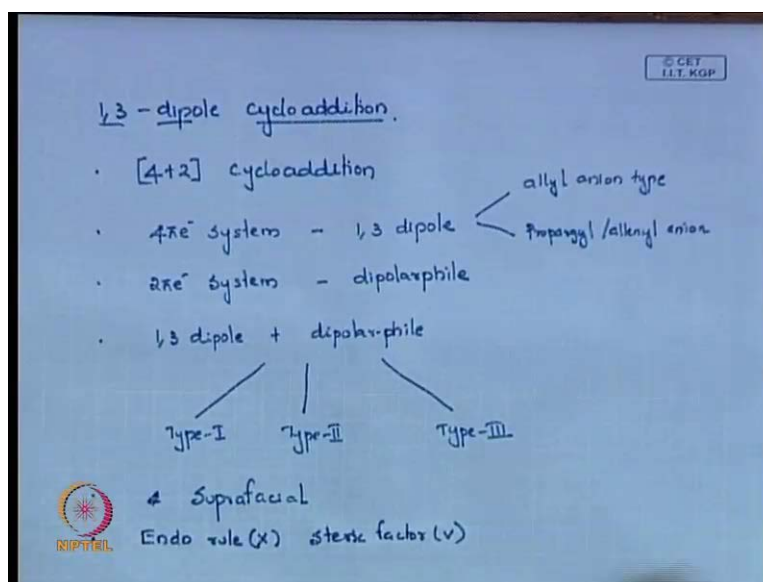 © CET
I.I.T. KGP
1,3 - dipole cycloaddition.
· [4+2] cycloaddition
allyl anion type
· 4πe⁻ system - 1,3 dipole
Propargyl/allenyl anion
· 2πe⁻ system - dipolarphile
· 1,3 dipole + dipolar-phile
Type-I Type-II Type-III
Suprafacial
Endo rule (x) steric factor (v)
NPTEL